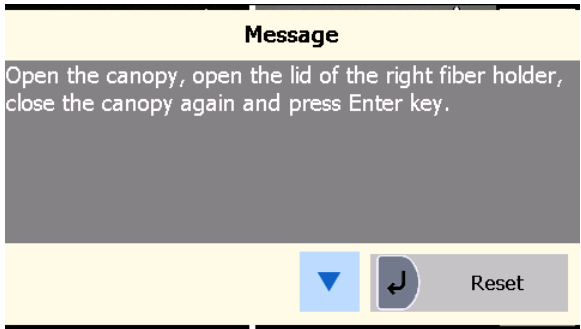 Message
Open the canopy, open the lid of the right fiber holder,
close the canopy again and press Enter key.
Reset